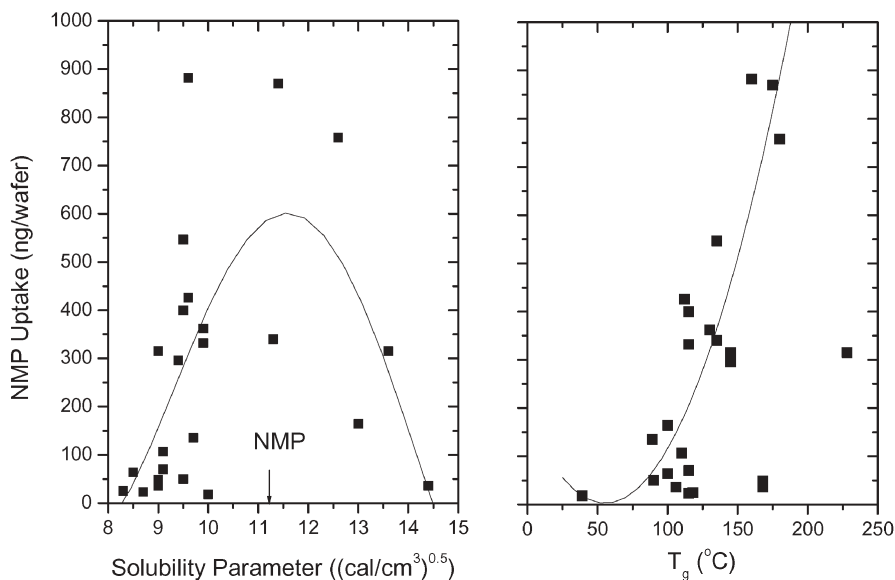 1000
900
800
700
600
500
400
300
200
100
0
NMP Uptake (ng/wafer)
NMP
8 9 10 11 12 13 14 15
Solubility Parameter ((cal/cm³)⁰·⁵)
0 50 100 150 200 250
T_g (°C)